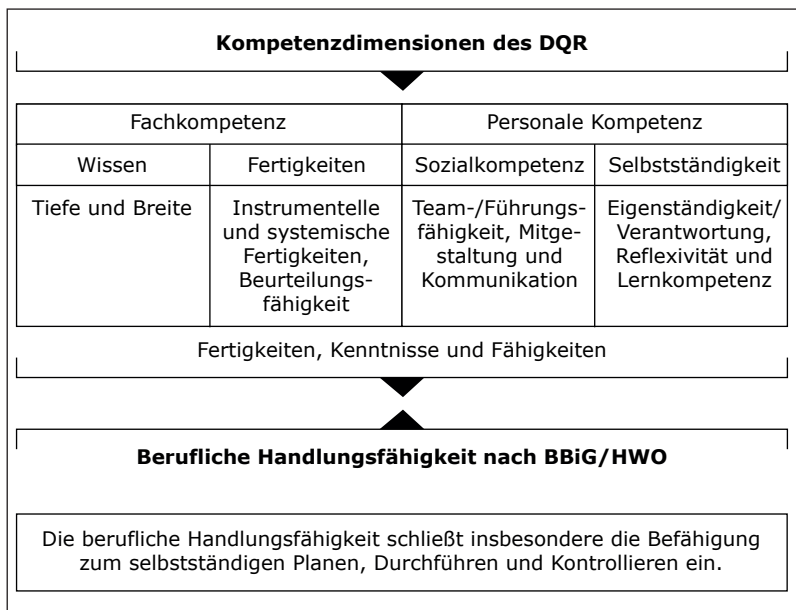 Kompetenzdimensionen des DQR
Fachkompetenz
Personale Kompetenz
Wissen
Fertigkeiten
Sozialkompetenz
Selbstständigkeit
Tiefe und Breite
Instrumentelle
und systemische
Fertigkeiten,
Beurteilungs-
fähigkeit
Team-/Führungs-
fähigkeit, Mitge-
staltung und
Kommunikation
Eigenständigkeit/
Verantwortung,
Reflexivität und
Lernkompetenz
Fertigkeiten, Kenntnisse und Fähigkeiten
Berufliche Handlungsfähigkeit nach BBiG/HWO
Die berufliche Handlungsfähigkeit schließt insbesondere die Befähigung
zum selbstständigen Planen, Durchführen und Kontrollieren ein.